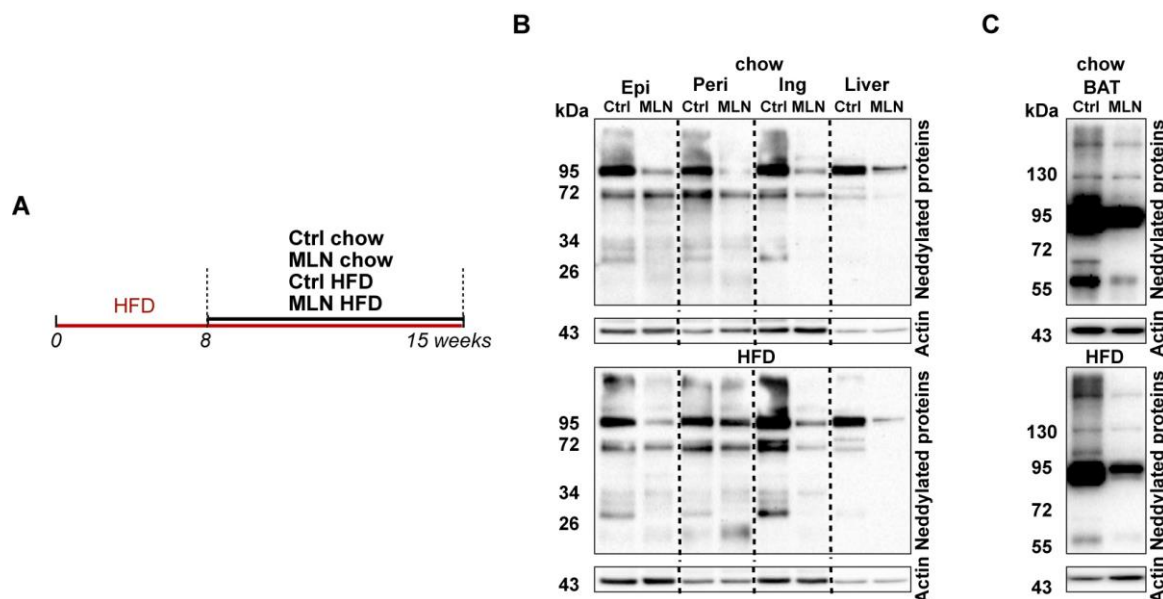 A
HFD
Ctrl chow
MLN chow
Ctrl HFD
MLN HFD
0 8 15 weeks
B
chow
Epi Peri Ing Liver
kDa Ctrl MLN Ctrl MLN Ctrl MLN Ctrl MLN
95
72
34
26
Neddylated proteins
43
Actin
HFD
95
72
34
26
Neddylated proteins
43
Actin
C
chow
BAT
Ctrl MLN
130
95
72
55
Neddylated proteins
43
Actin
HFD
130
95
72
55
Neddylated proteins
43
Actin